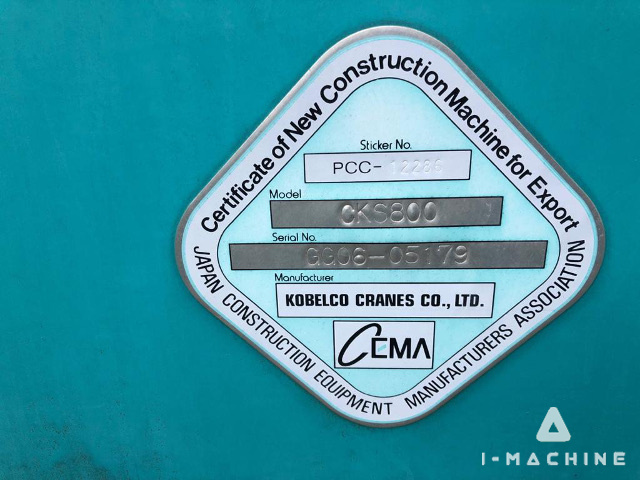 Certificate of New Construction Machine for Export
Sticker No.
PCC-
Model
CKS800
Serial No.
GG06-05179
Manufacturer
KOBELCO CRANES CO., LTD.
CEMA
JAPAN CONSTRUCTION EQUIPMENT MANUFACTURERS ASSOCIATION
I-MACHINE